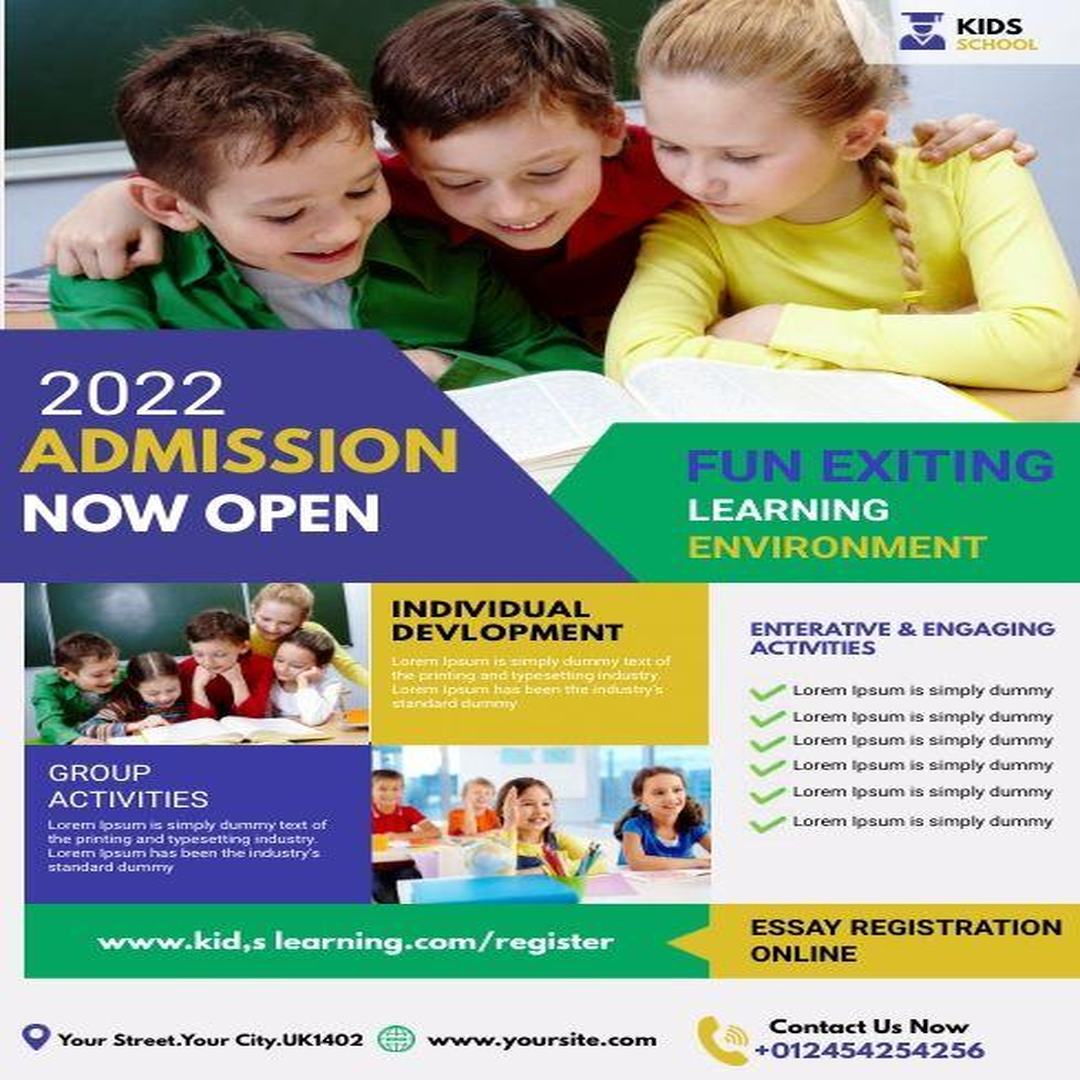 KIDS
SCHOOL
2022
ADMISSION
NOW OPEN
FUN EXITING
LEARNING
ENVIRONMENT
INDIVIDUAL
DEVLOPMENT
Lorem Ipsum is simply dummy text of
the printing and typesetting industry.
Lorem Ipsum has been the industry's
standard dummy
GROUP
ACTIVITIES
Lorem Ipsum is simply dummy text of
the printing and typesetting industry.
Lorem Ipsum has been the industry's
standard dummy
ENTERATIVE & ENGAGING
ACTIVITIES
Lorem Ipsum is simply dummy
Lorem Ipsum is simply dummy
Lorem Ipsum is simply dummy
Lorem Ipsum is simply dummy
Lorem Ipsum is simply dummy
Lorem Ipsum is simply dummy
www.kid,s learning.com/register
ESSAY REGISTRATION
ONLINE
Your Street.Your City.UK1402
www.yoursite.com
Contact Us Now
+012454254256